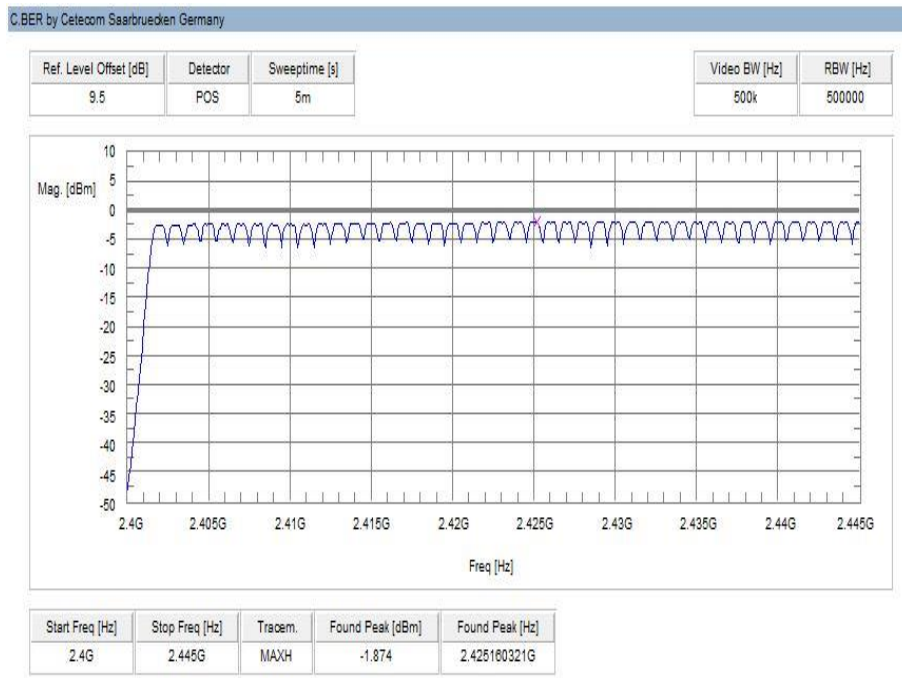 C.BER by Cetecom Saarbruecken Germany
Ref. Level Offset [dB] Detector Sweeptime [s] Video BW [Hz] RBW [Hz]
9.5 POS 5m 500k 500000
Mag. [dBm]
10
5
0
-5
-10
-15
-20
-25
-30
-35
-40
-45
-50
2.4G 2.405G 2.41G 2.415G 2.42G 2.425G 2.43G 2.435G 2.44G 2.445G
Freq [Hz]
Start Freq [Hz] Stop Freq [Hz] Tracem. Found Peak [dBm] Found Peak [Hz]
2.4G 2.445G MAXH -1.874 2.425160321G